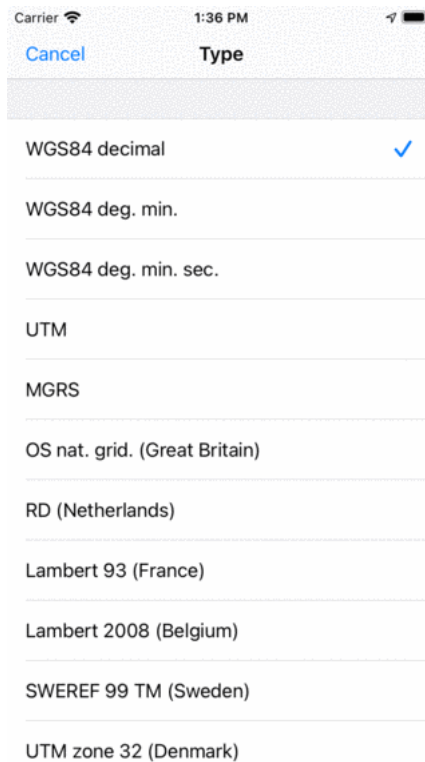 Carrier 1:36 PM
Cancel Type
WGS84 decimal
WGS84 deg. min.
WGS84 deg. min. sec.
UTM
MGRS
OS nat. grid. (Great Britain)
RD (Netherlands)
Lambert 93 (France)
Lambert 2008 (Belgium)
SWEREF 99 TM (Sweden)
UTM zone 32 (Denmark)